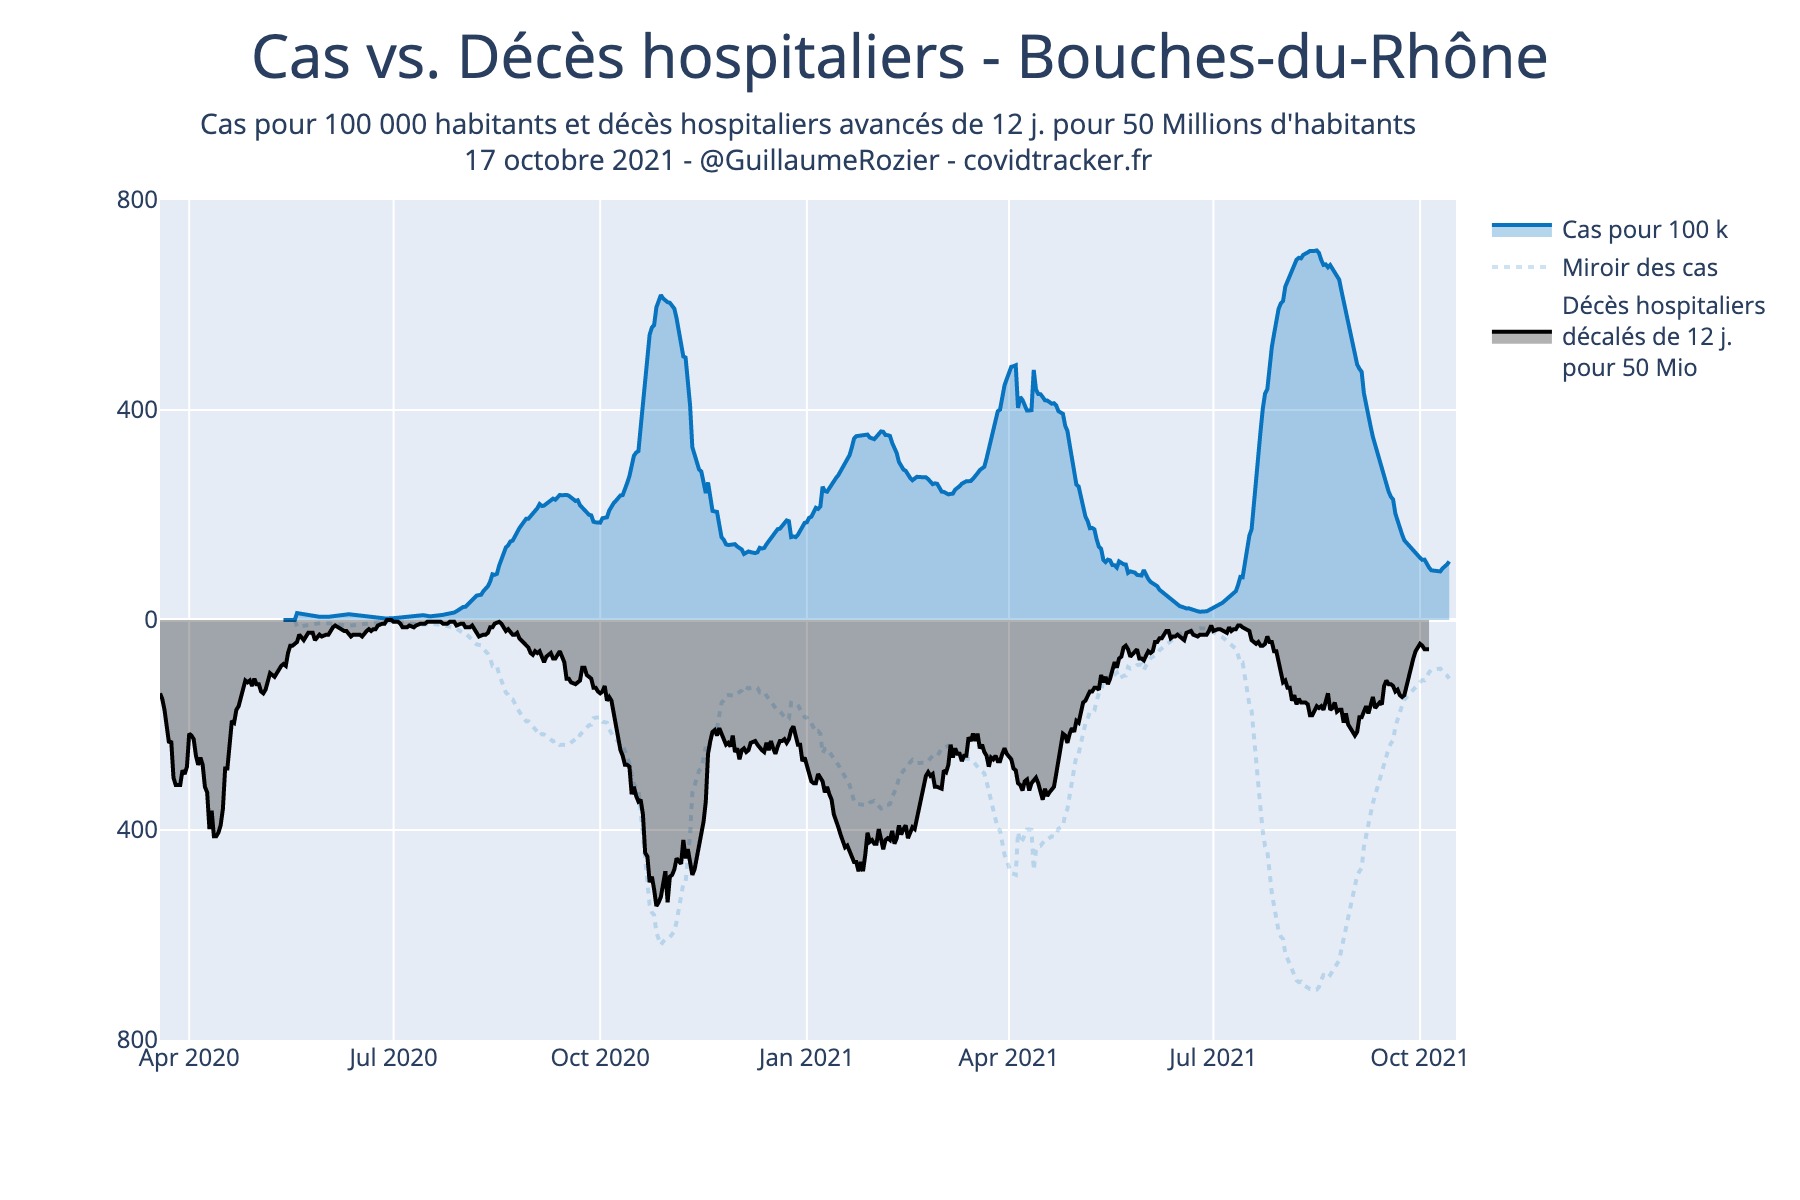 Cas vs. Décès hospitaliers - Bouches-du-Rhône
Cas pour 100 000 habitants et décès hospitaliers avancés de 12 j. pour 50 Millions d'habitants
17 octobre 2021 - @GuillaumeRozier - covidtracker.fr
800
400
0
400
800
Apr 2020
Jul 2020
Oct 2020
Jan 2021
Apr 2021
Jul 2021
Oct 2021
Cas pour 100 k
Miroir des cas
Décès hospitaliers
décalés de 12 j.
pour 50 Mio